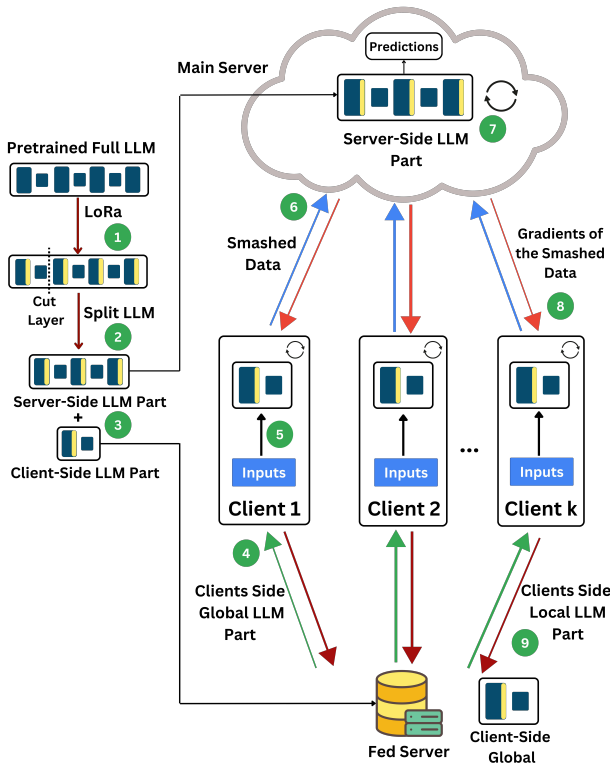 Predictions
Main Server
7
Server-Side LLM
Part
Pretrained Full LLM
LoRa
1
Cut
Layer
Split LLM
2
Server-Side LLM Part
+
3
Client-Side LLM Part
6
Smashed
Data
Gradients of
the Smashed
Data
8
5
Inputs
Client 1
Inputs
Client 2
...
Inputs
Client k
4
Clients Side
Global LLM
Part
Clients Side
Local LLM
Part
9
Fed Server
Client-Side
Global